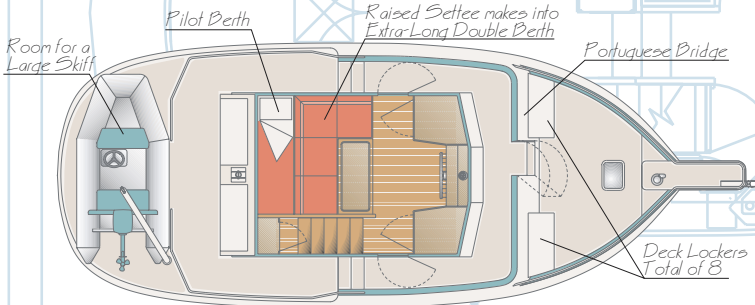 Pilot Berth
Raised Settee makes into
Extra-Long Double Berth
Room for a
Large Skiff
Portuguese Bridge
Deck Lockers
Total of 8